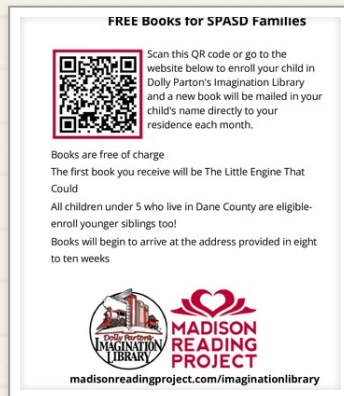 FREE Books for SPASD Families
Scan this QR code or go to the
website below to enroll your child in
Dolly Parton's Imagination Library
and a new book will be mailed in your
child's name directly to your
residence each month.
Books are free of charge
The first book you receive will be The Little Engine That
Could
All children under 5 who live in Dane County are eligible-
enroll younger siblings too!
Books will begin to arrive at the address provided in eight
to ten weeks
Dolly Parton's
IMAGINATION
LIBRARY
MADISON
READING
PROJECT
madisonreadingproject.com/imaginationlibrary